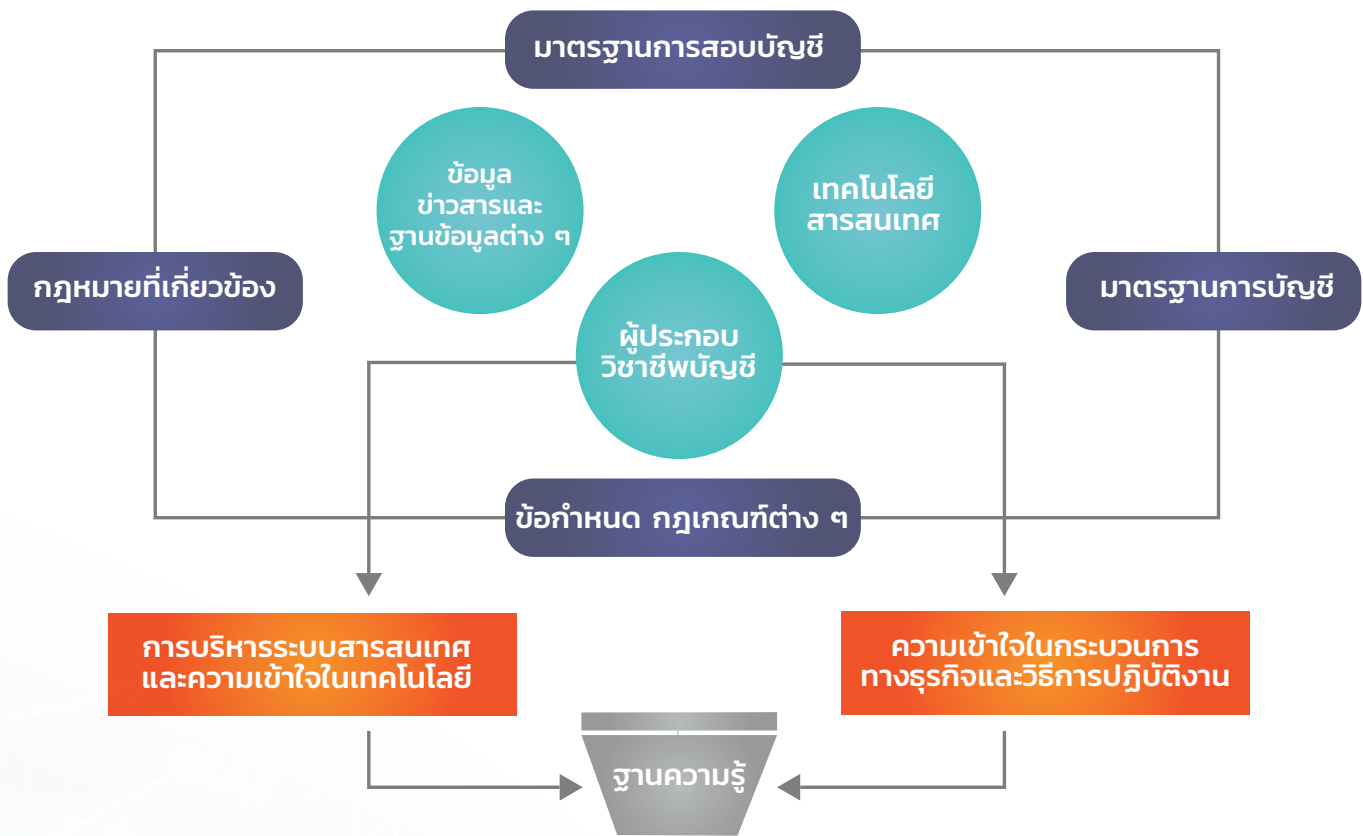 มาตรฐานการสอบบัญชี
ข้อมูล
ข่าวสารและ
ฐานข้อมูลต่าง ๆ
เทคโนโลยี
สารสนเทศ
กฎหมายที่เกี่ยวข้อง
มาตรฐานการบัญชี
ผู้ประกอบ
วิชาชีพบัญชี
ข้อกำหนด กฎเกณฑ์ต่าง ๆ
การบริหารระบบสารสนเทศ
และความเข้าใจในเทคโนโลยี
ความเข้าใจในกระบวนการ
ทางธุรกิจและวิธีการปฏิบัติงาน
ฐานความรู้